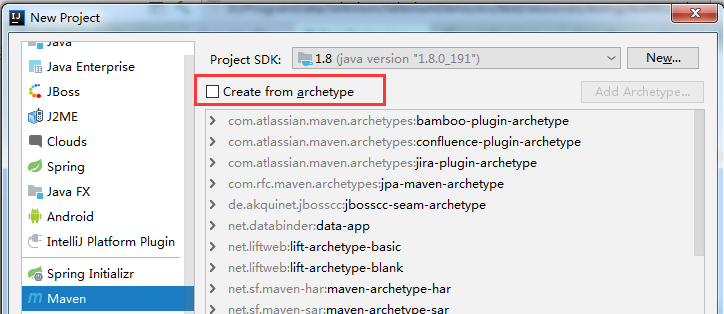 IJ
New Project
Java
Java Enterprise
JBoss
J2ME
Clouds
Spring
Java FX
Android
IntelliJ Platform Plugin
Spring Initializr
m Maven
Project SDK: 1.8 (java version "1.8.0_191") New...
Create from archetype Add Archetype...
com.atlassian.maven.archetypes:bamboo-plugin-archetype
com.atlassian.maven.archetypes:confluence-plugin-archetype
com.atlassian.maven.archetypes:jira-plugin-archetype
com.rfc.maven.archetypes:jpa-maven-archetype
de.akquinet.jbosscc:jbosscc-seam-archetype
net.databinder:data-app
net.liftweb:lift-archetype-basic
net.liftweb:lift-archetype-blank
net.sf.maven-har:maven-archetype-har
net.sf.maven-sar:maven-archetype-sar